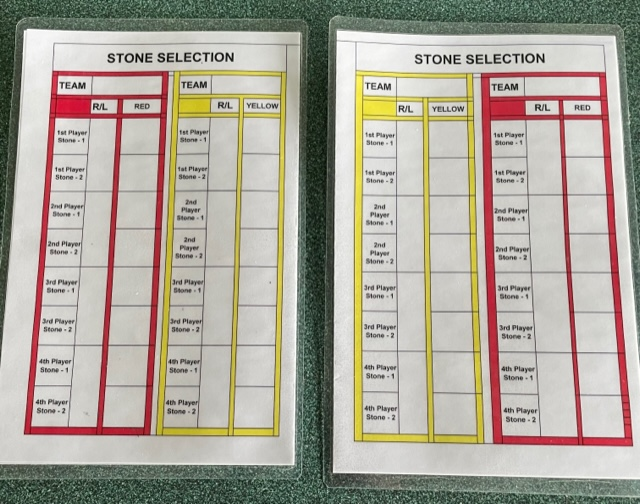 STONE SELECTION
TEAM
R/L RED
1st Player
Stone - 1
1st Player
Stone - 2
2nd Player
Stone - 1
2nd Player
Stone - 2
3rd Player
Stone - 1
3rd Player
Stone - 2
4th Player
Stone - 1
4th Player
Stone - 2
TEAM
R/L YELLOW
1st Player
Stone - 1
1st Player
Stone - 2
2nd
Player
Stone - 1
2nd
Player
Stone - 2
3rd Player
Stone - 1
3rd Player
Stone - 2
4th Player
Stone - 1
4th Player
Stone - 2
STONE SELECTION
TEAM
R/L YELLOW
1st Player
Stone - 1
1st Player
Stone - 2
2nd
Player
Stone - 1
2nd
Player
Stone - 2
3rd Player
Stone - 1
3rd Player
Stone - 2
4th Player
Stone - 1
4th Player
Stone - 2
TEAM
R/L RED
1st Player
Stone - 1
1st Player
Stone - 2
2nd Player
Stone - 1
2nd Player
Stone - 2
3rd Player
Stone - 1
3rd Player
Stone - 2
4th Player
Stone - 1
4th Player
Stone - 2